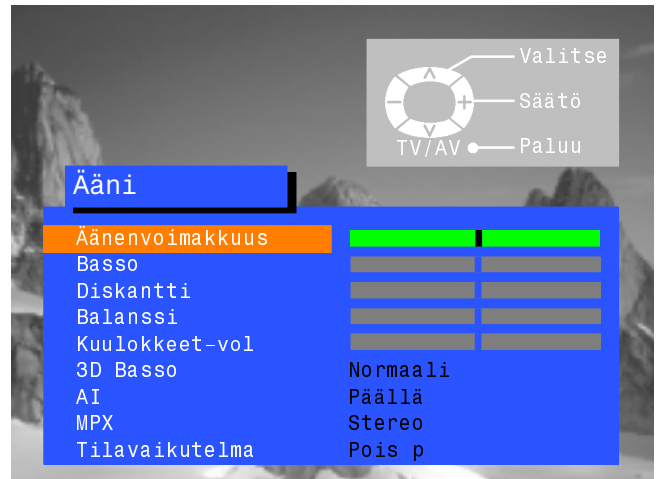 Valitse
Säätö
TV/AV Paluu
Ääni
Äänenvoimakkuus
Basso
Diskantti
Balanssi
Kuulokkeet-vol
3D Basso Normaali
AI Päällä
MPX Stereo
Tilavaikutelma Pois p